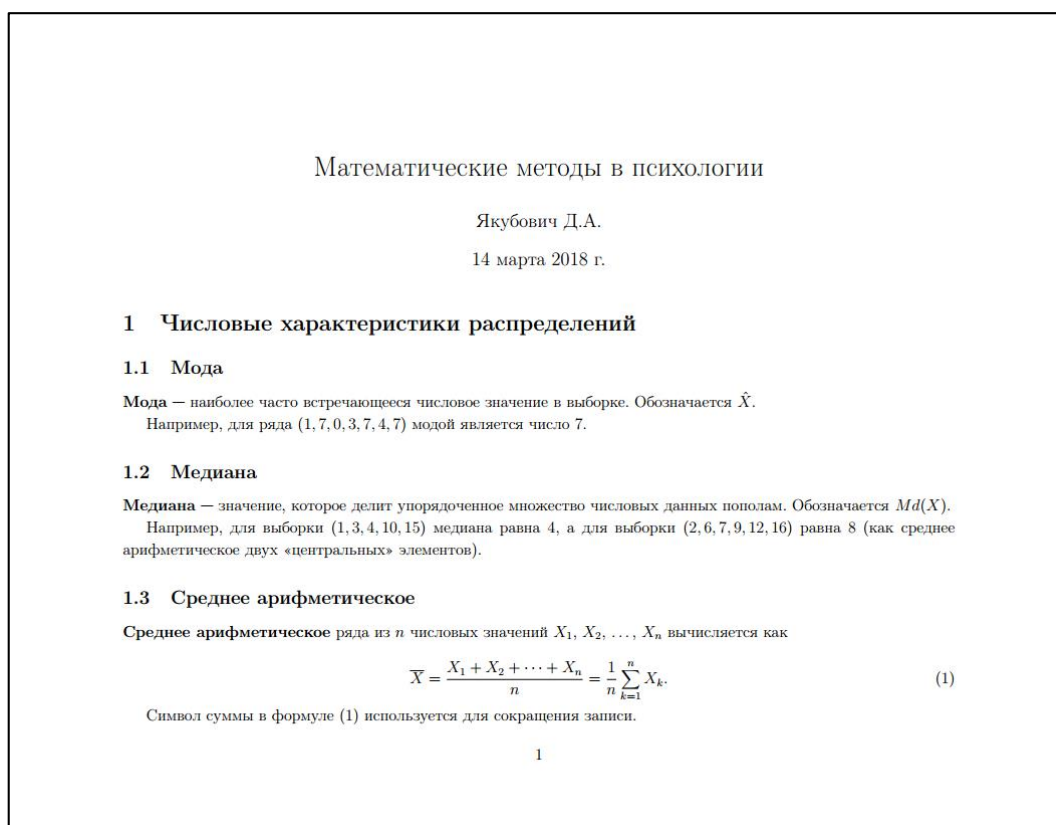 Математические методы в психологии
Якубович Д.А.
14 марта 2018 г.
1 Числовые характеристики распределений
1.1 Мода
Мода — наиболее часто встречающееся числовое значение в выборке. Обозначается X̂.
Например, для ряда (1, 7, 0, 3, 7, 4, 7) модой является число 7.
1.2 Медиана
Медиана — значение, которое делит упорядоченное множество числовых данных пополам. Обозначается Md(X).
Например, для выборки (1, 3, 4, 10, 15) медиана равна 4, а для выборки (2, 6, 7, 9, 12, 16) равна 8 (как среднее
арифметическое двух «центральных» элементов).
1.3 Среднее арифметическое
Среднее арифметическое ряда из n числовых значений X₁, X₂, …, Xₙ вычисляется как
X̅ = (X₁ + X₂ + ⋯ + Xₙ)/n = 1/n ∑ₖ₌₁ⁿ Xₖ. (1)
Символ суммы в формуле (1) используется для сокращения записи.
1